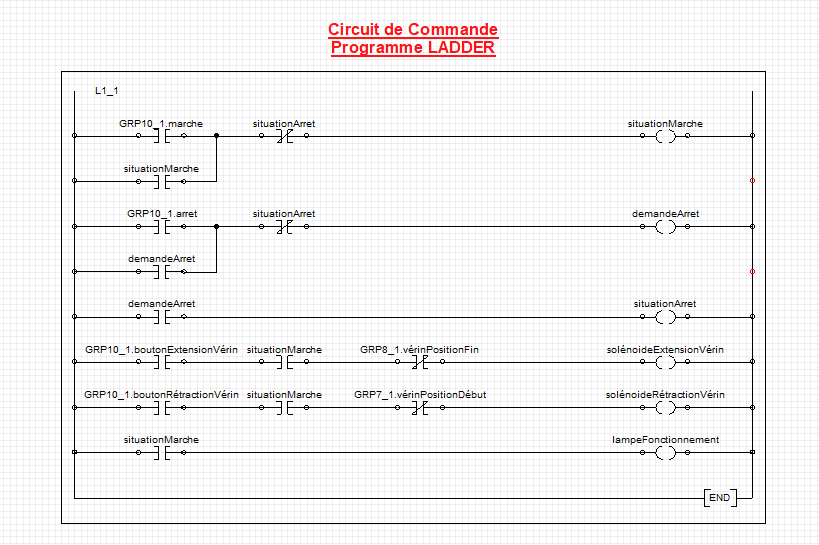 Circuit de Commande
Programme LADDER
L1_1
GRP10_1.marche situationArret situationMarche
situationMarche
GRP10_1.arret situationArret demandeArret
demandeArret
demandeArret situationArret
GRP10_1.boutonExtensionVérin situationMarche GRP8_1.vérinPositionFin solénoideExtensionVérin
GRP10_1.boutonRétractionVérin situationMarche GRP7_1.vérinPositionDébut solénoideRétractionVérin
situationMarche lampeFonctionnement
END